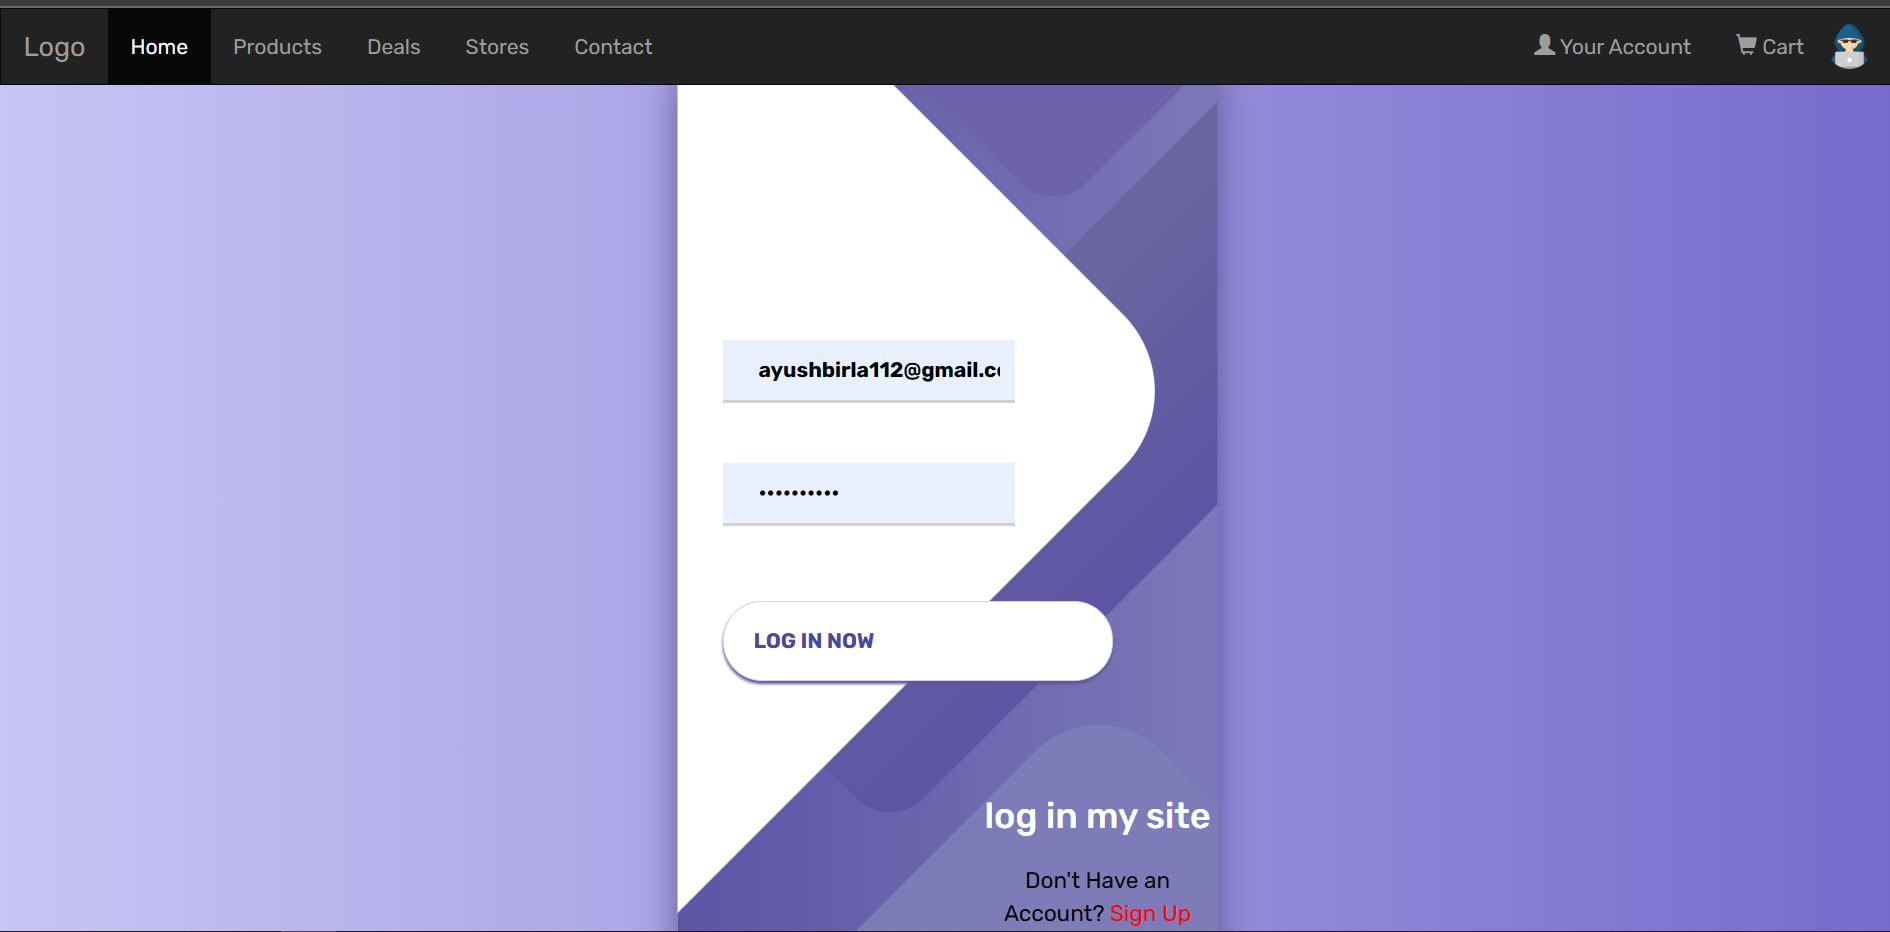 Logo Home Products Deals Stores Contact Your Account Cart
ayushbirla112@gmail.c
••••••••••
LOG IN NOW
log in my site
Don't Have an
Account? Sign Up